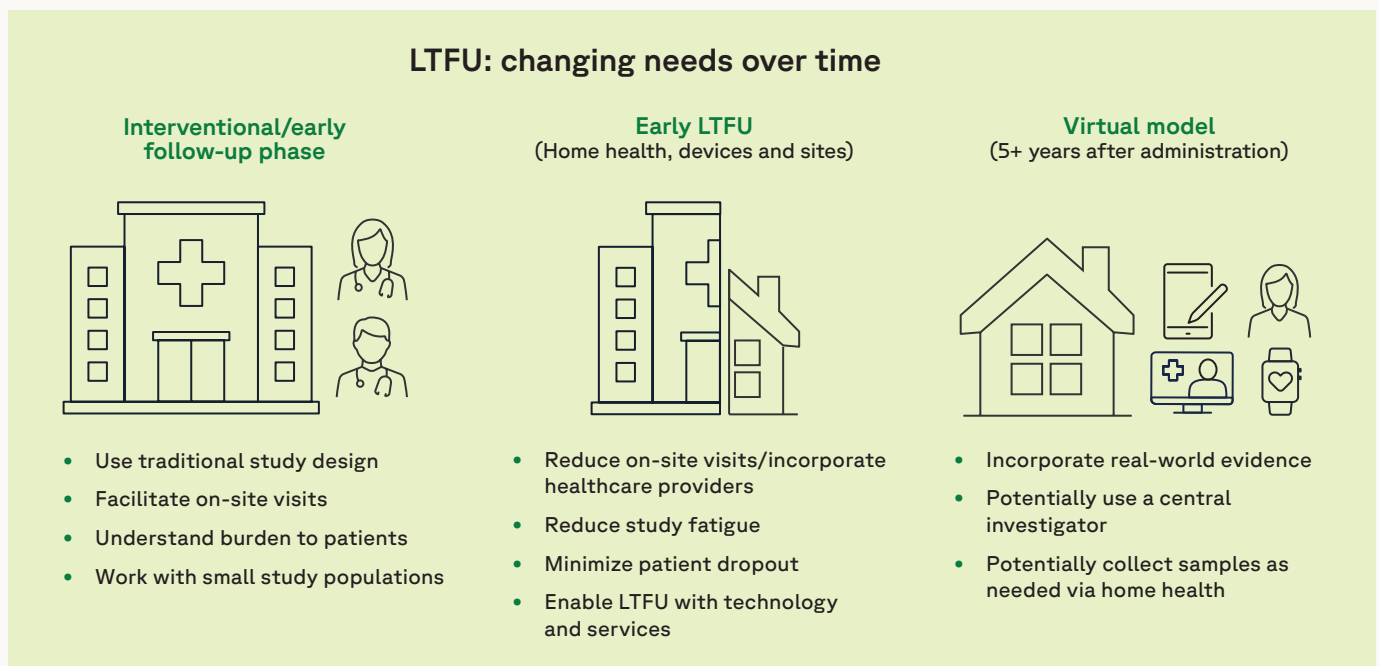 LTFU: changing needs over time
Interventional/early
follow-up phase
• Use traditional study design
• Facilitate on-site visits
• Understand burden to patients
• Work with small study populations
Early LTFU
(Home health, devices and sites)
• Reduce on-site visits/incorporate
healthcare providers
• Reduce study fatigue
• Minimize patient dropout
• Enable LTFU with technology
and services
Virtual model
(5+ years after administration)
• Incorporate real-world evidence
• Potentially use a central
investigator
• Potentially collect samples as
needed via home health